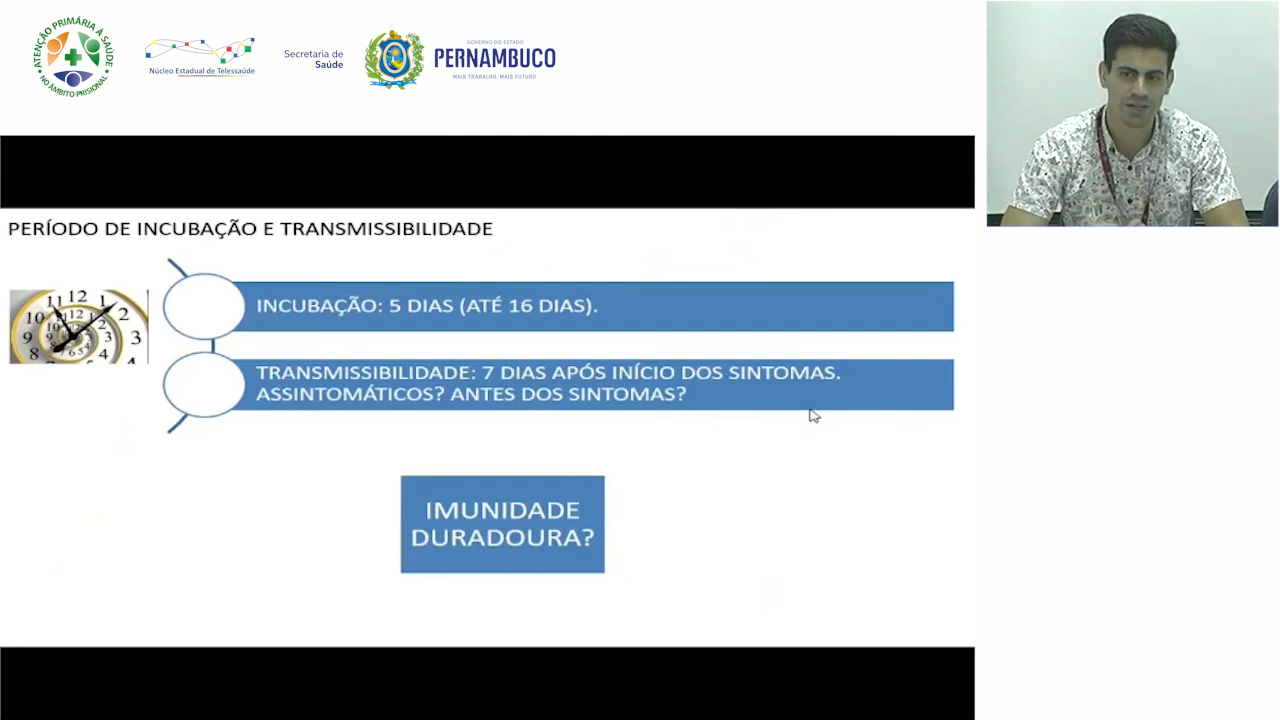 ATENÇÃO PRIMÁRIA À SAÚDE
NO ÂMBITO PRISIONAL
Núcleo Estadual de Telessaúde
Secretaria de
Saúde
GOVERNO DO ESTADO
PERNAMBUCO
MAIS TRABALHO, MAIS FUTURO.
PERÍODO DE INCUBAÇÃO E TRANSMISSIBILIDADE
INCUBAÇÃO: 5 DIAS (ATÉ 16 DIAS).
TRANSMISSIBILIDADE: 7 DIAS APÓS INÍCIO DOS SINTOMAS.
ASSINTOMÁTICOS? ANTES DOS SINTOMAS?
IMUNIDADE
DURADOURA?